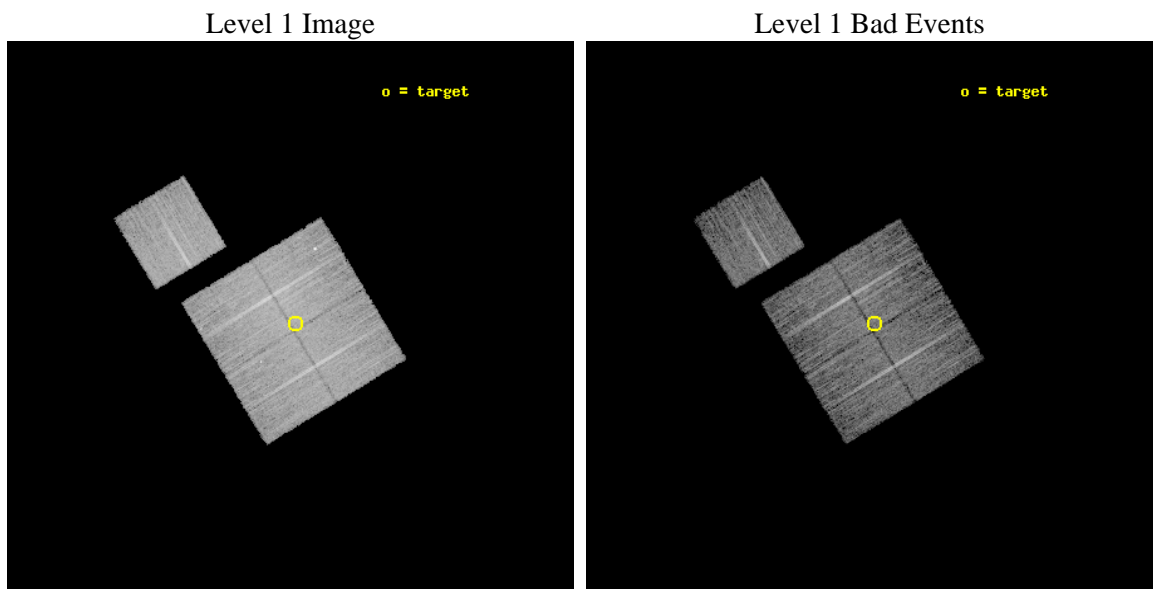 Level 1 Image
Level 1 Bad Events
o = target
o = target